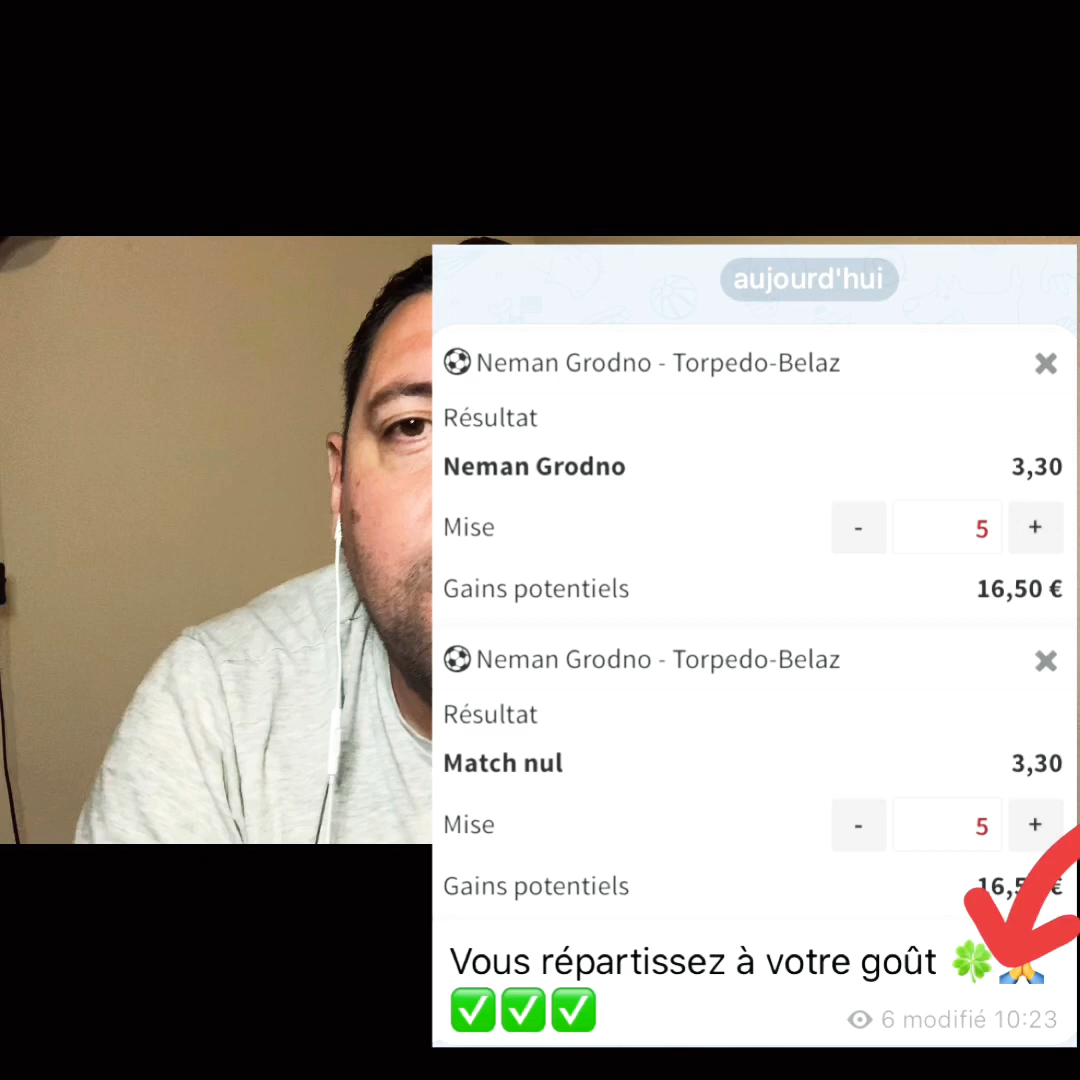 aujourd'hui
Neman Grodno - Torpedo-Belaz
Résultat
Neman Grodno 3,30
Mise - 5 +
Gains potentiels 16,50 €
Neman Grodno - Torpedo-Belaz
Résultat
Match nul 3,30
Mise - 5 +
Gains potentiels
Vous répartissez à votre goût 🍀🙏
✅✅✅ 6 modifié 10:23